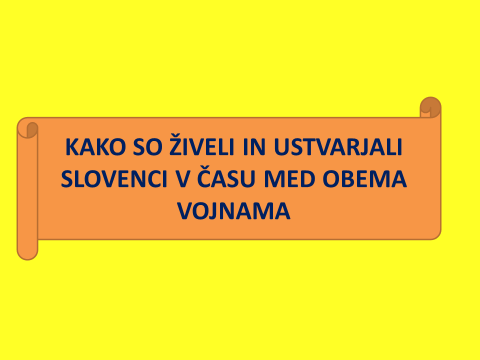 KAKO SO ŽIVELI IN USTVARJALI
SLOVENCI V ČASU MED OBEMA
VOJNAMA